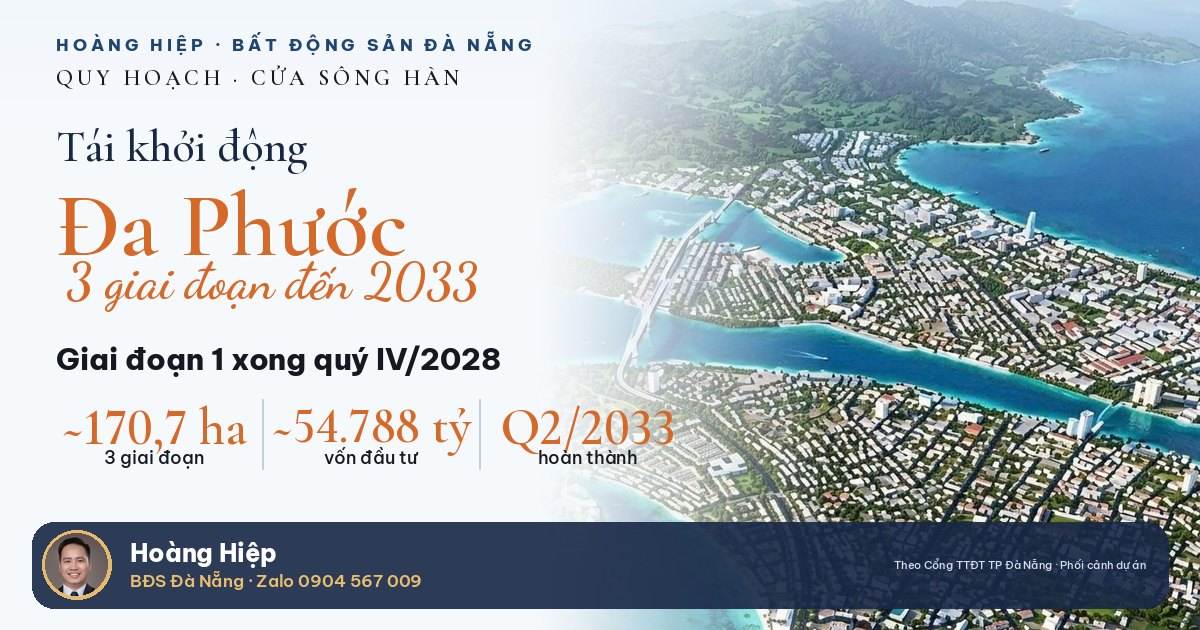 HOÀNG HIỆP · BẤT ĐỘNG SẢN ĐÀ NẴNG
QUY HOẠCH · CỬA SÔNG HÀN
Tái khởi động
Đa Phước
3 giai đoạn đến 2033
Giai đoạn 1 xong quý IV/2028
~170,7 ha
3 giai đoạn
~54.788 tỷ
vốn đầu tư
Q2/2033
hoàn thành
Hoàng Hiệp
BĐS Đà Nẵng · Zalo 0904 567 009
Theo Cổng TTĐT TP Đà Nẵng · Phối cảnh dự án